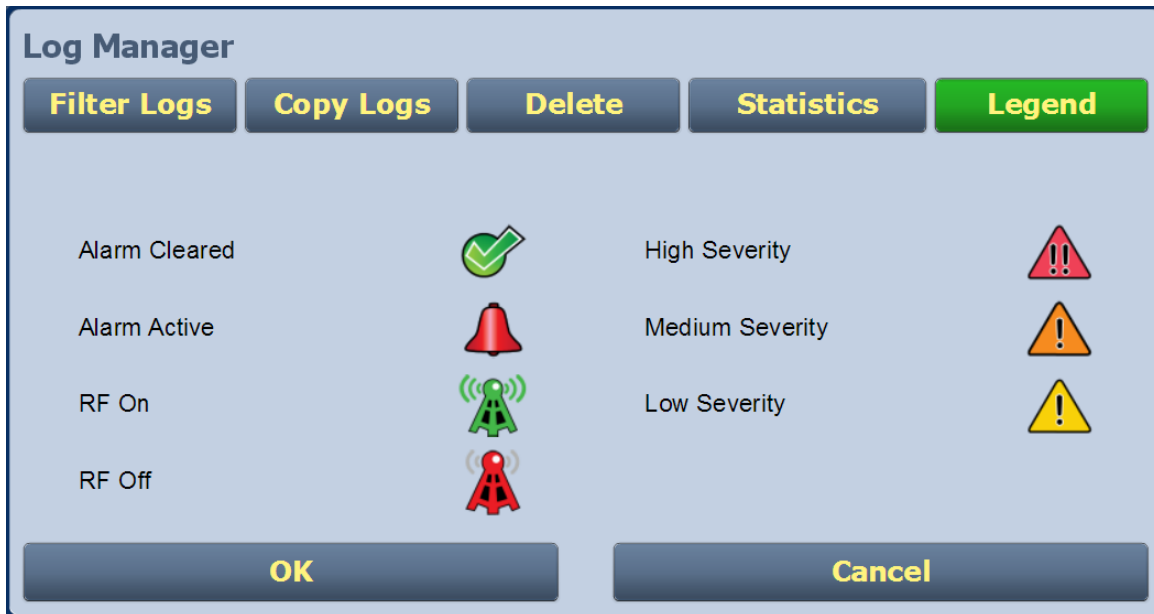 Log Manager
Filter Logs Copy Logs Delete Statistics Legend
Alarm Cleared High Severity
Alarm Active Medium Severity
RF On Low Severity
RF Off
OK Cancel